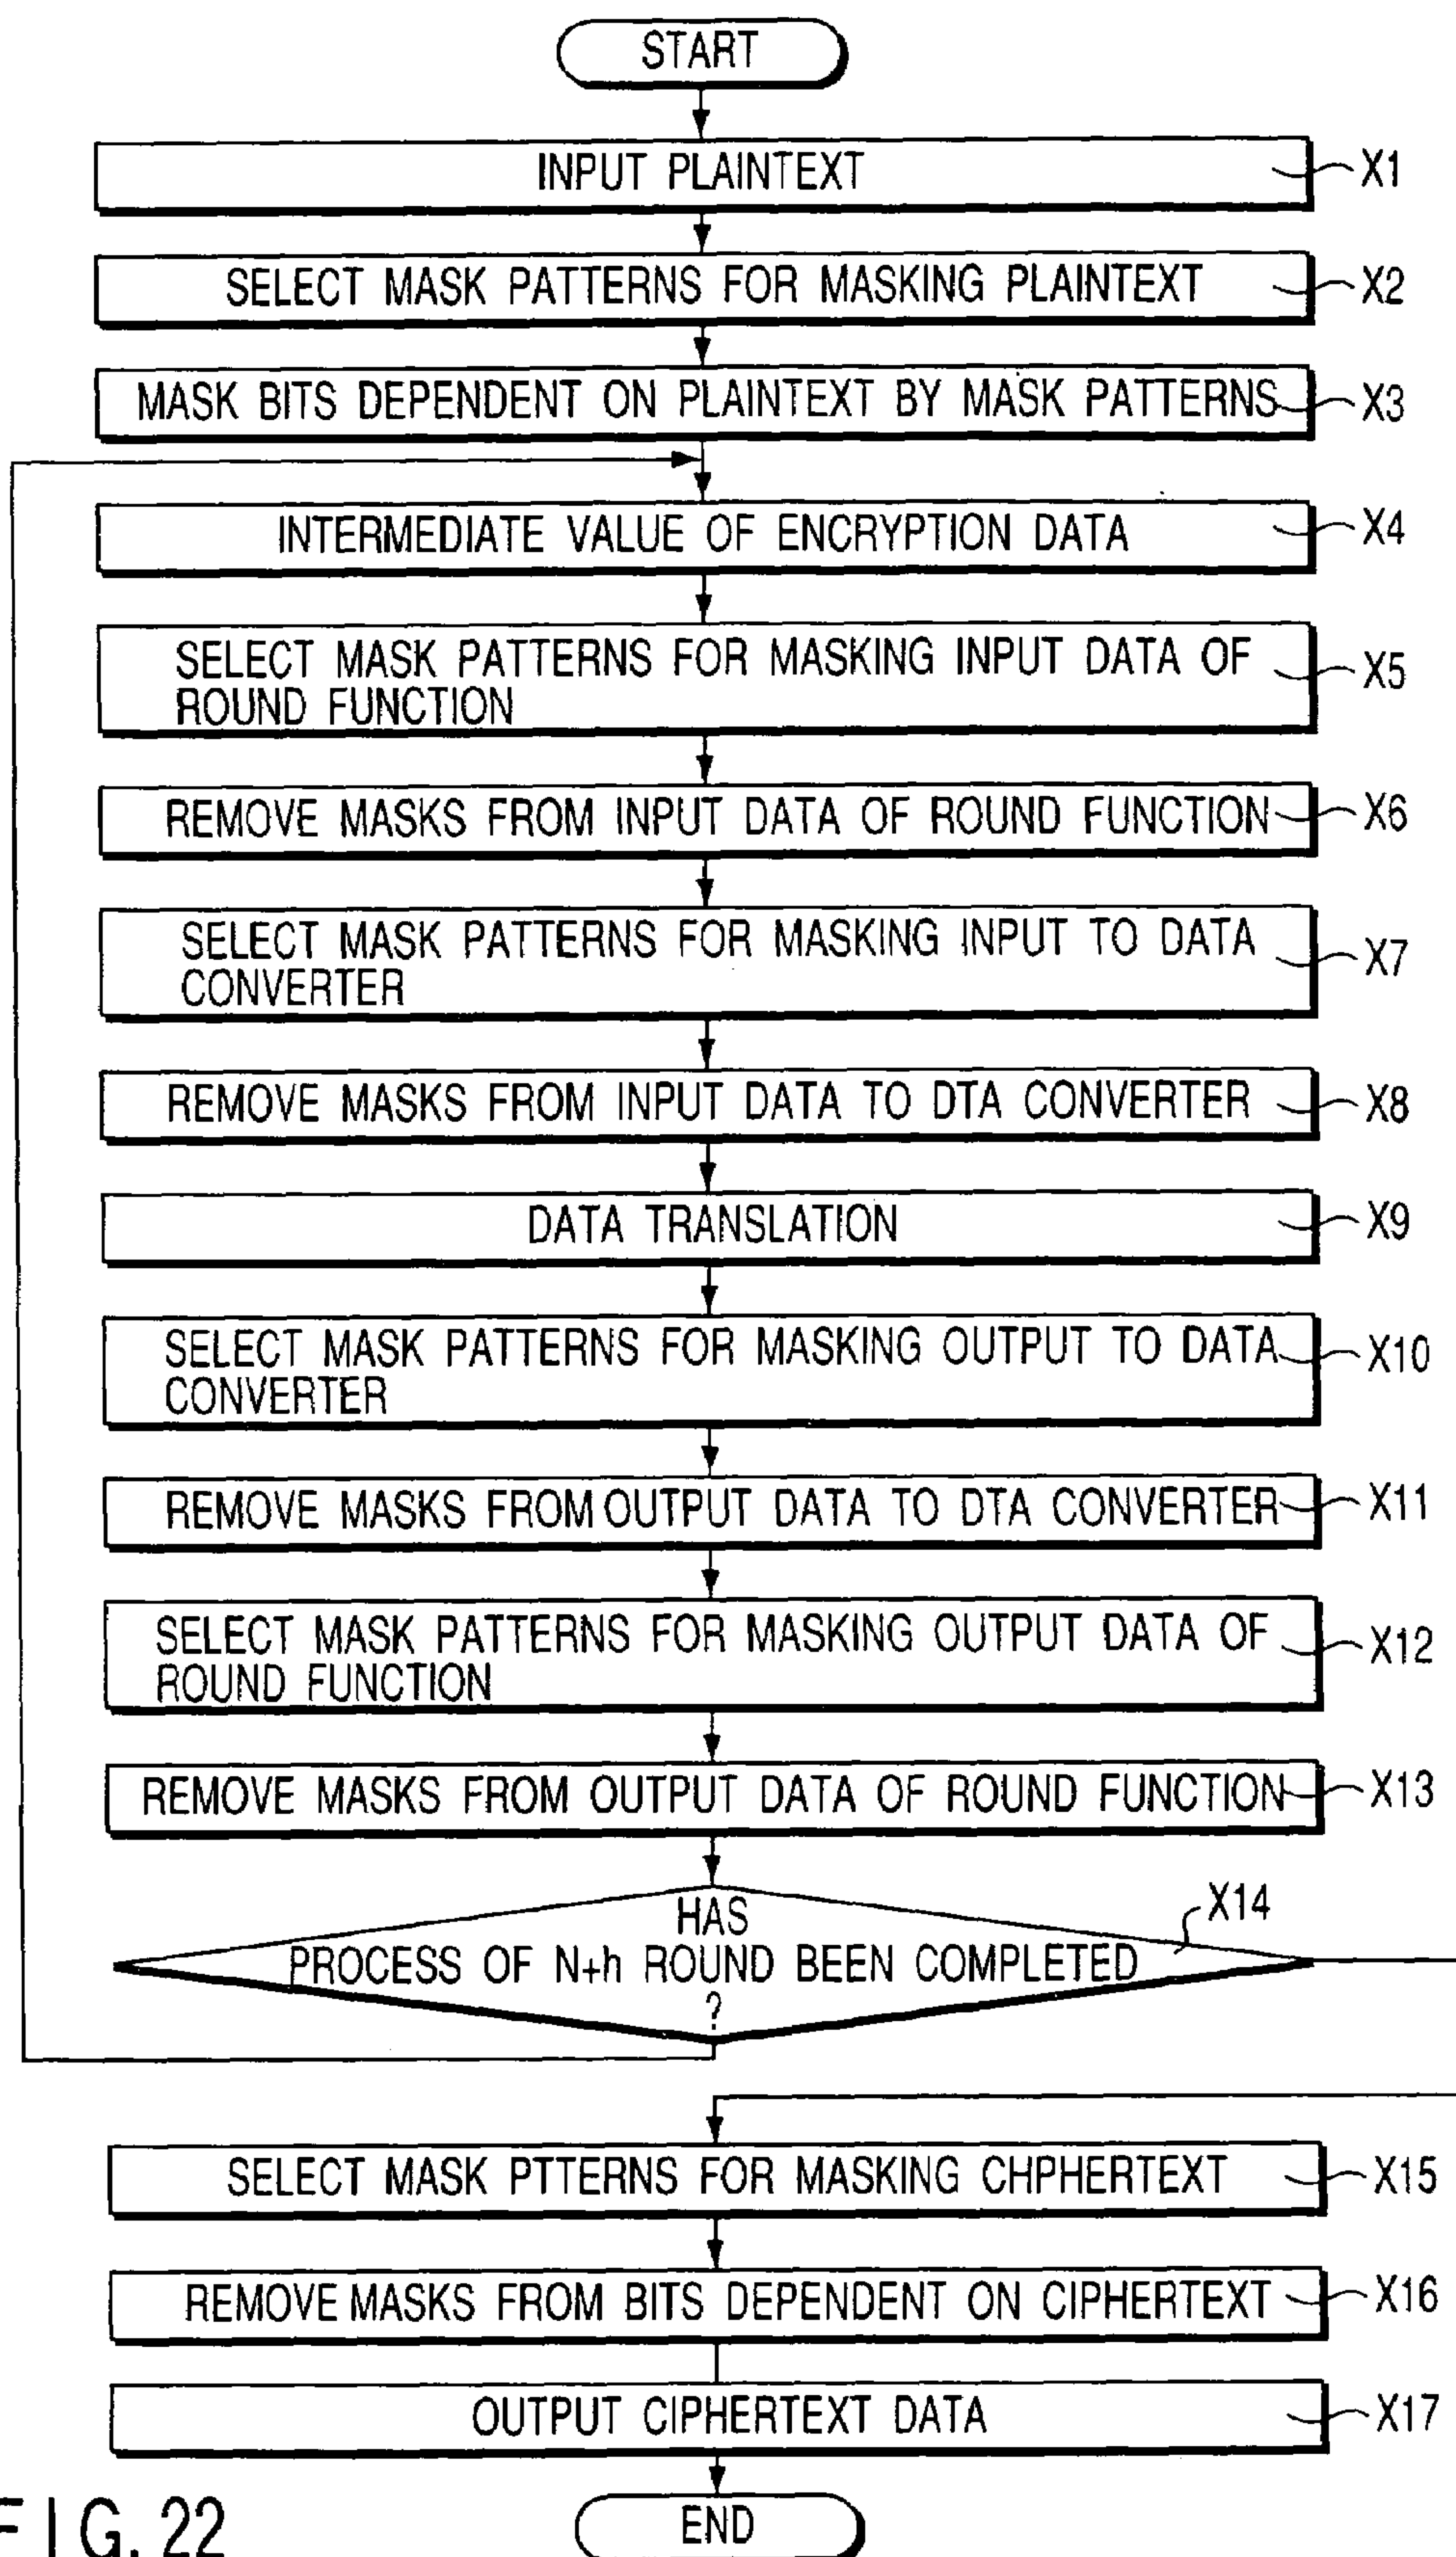 START
INPUT PLAINTEXT
X1
SELECT MASK PATTERNS FOR MASKING PLAINTEXT
X2
MASK BITS DEPENDENT ON PLAINTEXT BY MASK PATTERNS
X3
INTERMEDIATE VALUE OF ENCRYPTION DATA
X4
SELECT MASK PATTERNS FOR MASKING INPUT DATA OF
ROUND FUNCTION
X5
REMOVE MASKS FROM INPUT DATA OF ROUND FUNCTION
X6
SELECT MASK PATTERNS FOR MASKING INPUT TO DATA
CONVERTER
X7
REMOVE MASKS FROM INPUT DATA TO DTA CONVERTER
X8
DATA TRANSLATION
X9
SELECT MASK PATTERNS FOR MASKING OUTPUT TO DATA
CONVERTER
X10
REMOVE MASKS FROM OUTPUT DATA TO DTA CONVERTER
X11
SELECT MASK PATTERNS FOR MASKING OUTPUT DATA OF
ROUND FUNCTION
X12
REMOVE MASKS FROM OUTPUT DATA OF ROUND FUNCTION
X13
HAS
PROCESS OF N+h ROUND BEEN COMPLETED
?
X14
SELECT MASK PTTERNS FOR MASKING CHPHERTEXT
X15
REMOVE MASKS FROM BITS DEPENDENT ON CIPHERTEXT
X16
OUTPUT CIPHERTEXT DATA
X17
END
FIG. 22